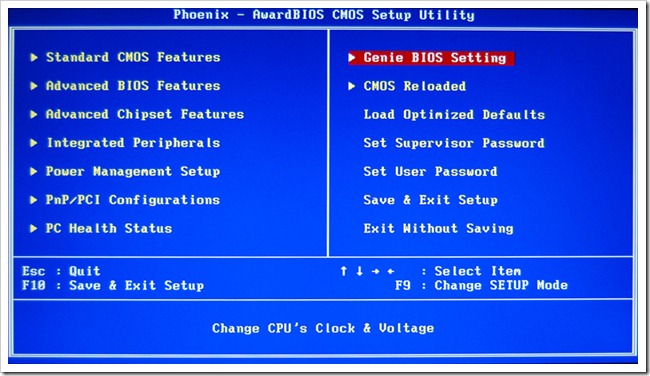 Phoenix - AwardBIOS CMOS Setup Utility
▶ Standard CMOS Features
▶ Advanced BIOS Features
▶ Advanced Chipset Features
▶ Integrated Peripherals
▶ Power Management Setup
▶ PnP/PCI Configurations
▶ PC Health Status
▶ Genie BIOS Setting
▶ CMOS Reloaded
Load Optimized Defaults
Set Supervisor Password
Set User Password
Save & Exit Setup
Exit Without Saving
Esc : Quit
F10 : Save & Exit Setup
↑ ↓ → ← : Select Item
F9 : Change SETUP Mode
Change CPU's Clock & Voltage